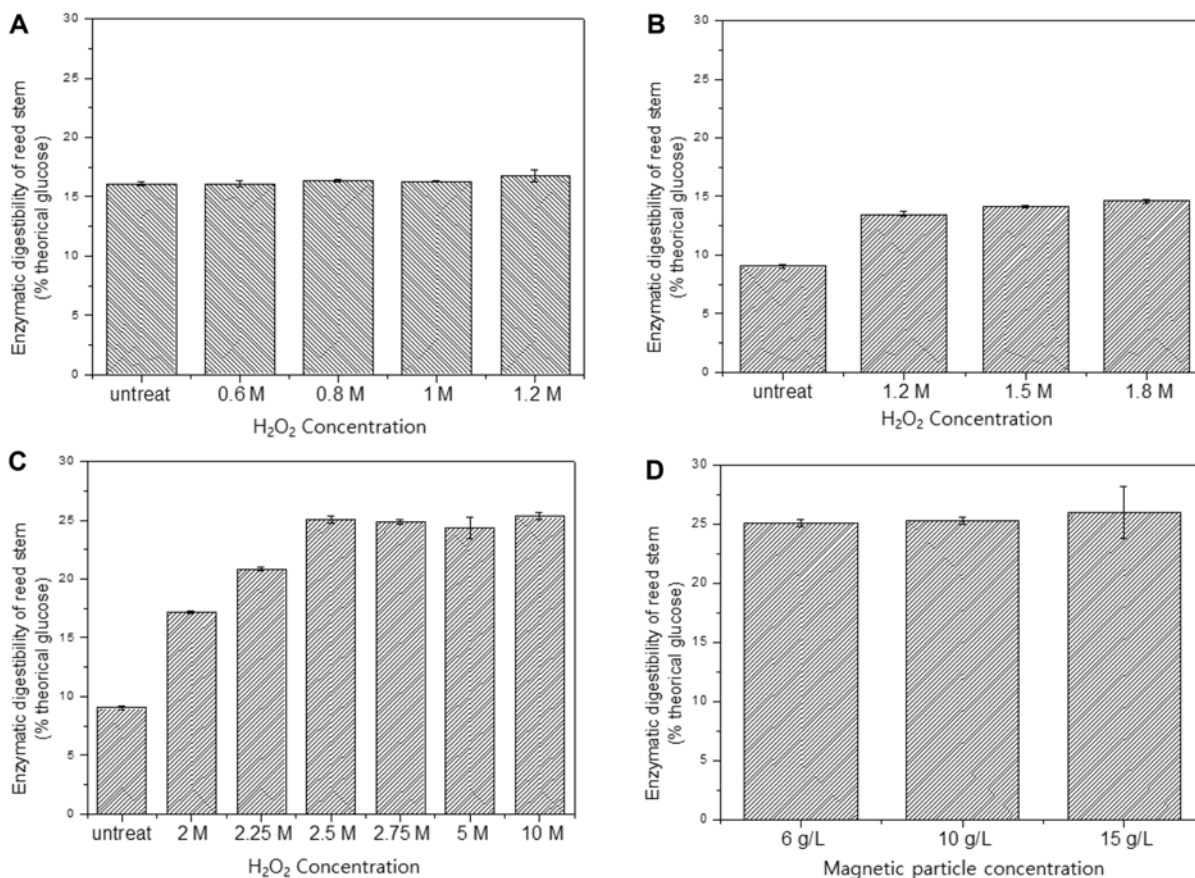 A
30
25
20
15
10
5
0
Enzymatic digestibility of reed stem
(% theorical glucose)
untreat 0.6 M 0.8 M 1 M 1.2 M
H₂O₂ Concentration
B
30
25
20
15
10
5
0
Enzymatic digestibility of reed stem
(% theorical glucose)
untreat 1.2 M 1.5 M 1.8 M
H₂O₂ Concentration
C
30
25
20
15
10
5
0
Enzymatic digestibility of reed stem
(% theorical glucose)
untreat 2 M 2.25 M 2.5 M 2.75 M 5 M 10 M
H₂O₂ Concentration
D
30
25
20
15
10
5
0
Enzymatic digestibility of reed stem
(% theorical glucose)
6 g/L 10 g/L 15 g/L
Magnetic particle concentration